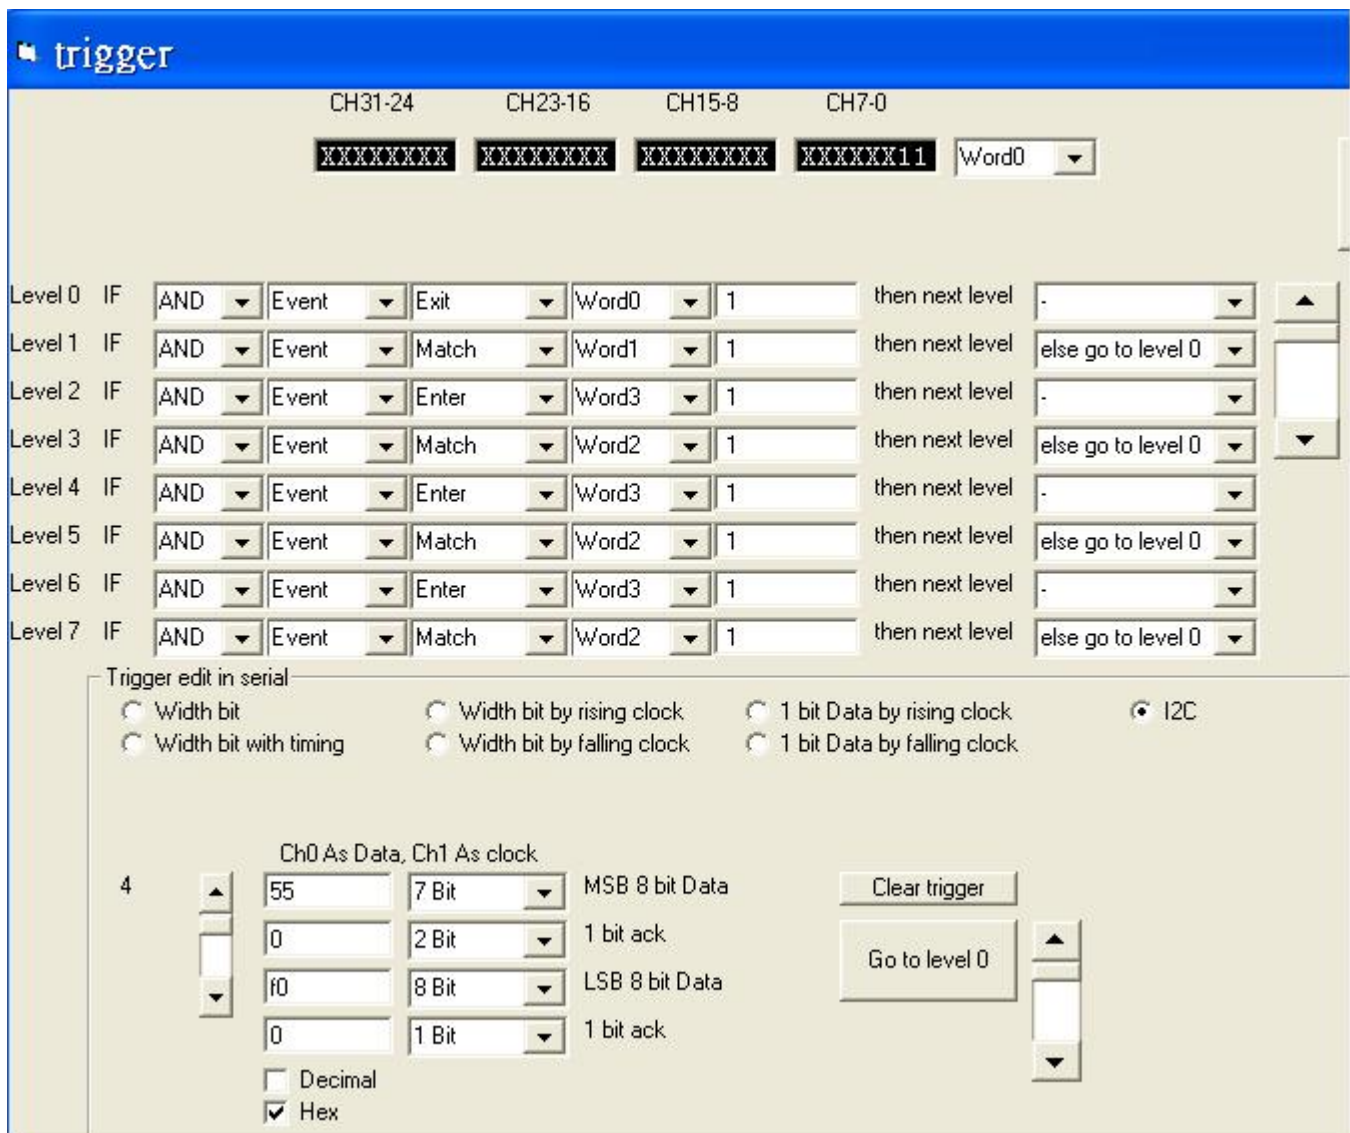 trigger
CH31-24 CH23-16 CH15-8 CH7-0
XXXXXXXX XXXXXXXX XXXXXXXX XXXXXX11 Word0
Level 0 IF AND Event Exit Word0 1 then next level -
Level 1 IF AND Event Match Word1 1 then next level else go to level 0
Level 2 IF AND Event Enter Word3 1 then next level -
Level 3 IF AND Event Match Word2 1 then next level else go to level 0
Level 4 IF AND Event Enter Word3 1 then next level -
Level 5 IF AND Event Match Word2 1 then next level else go to level 0
Level 6 IF AND Event Enter Word3 1 then next level -
Level 7 IF AND Event Match Word2 1 then next level else go to level 0
Trigger edit in serial
Width bit Width bit by rising clock 1 bit Data by rising clock I2C
Width bit with timing Width bit by falling clock 1 bit Data by falling clock
Ch0 As Data, Ch1 As clock
4 55 7 Bit MSB 8 bit Data Clear trigger
0 2 Bit 1 bit ack
Go to level 0
f0 8 Bit LSB 8 bit Data
0 1 Bit 1 bit ack
Decimal
Hex